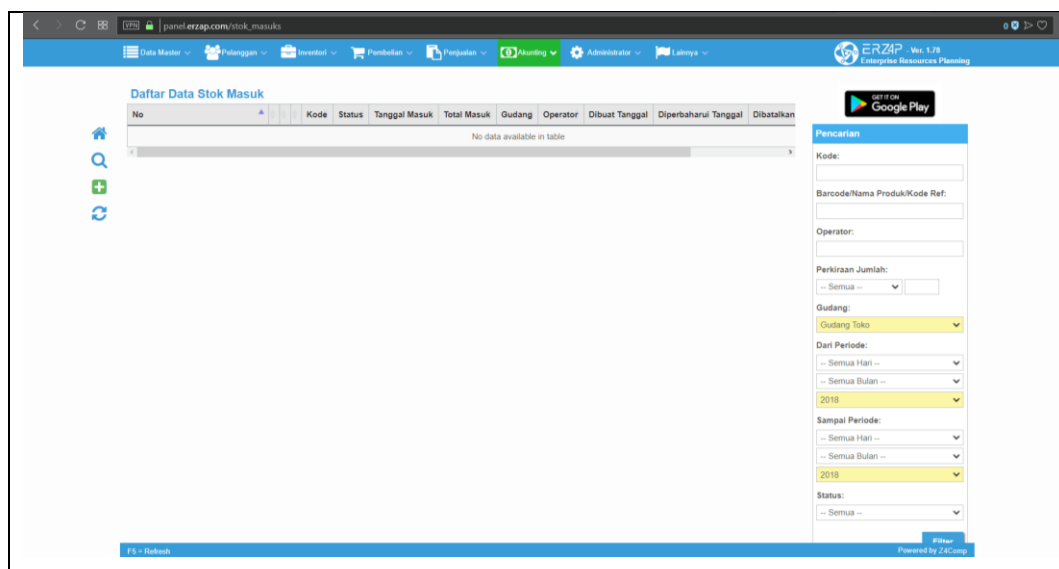 VPN panel.erzap.com/stok_masuks 0
Data Master Pelanggan Inventori Pembelian Penjualan Akunting Administrator Lainnya
ERZAP - Ver. 1.78
Enterprise Resources Planning
Daftar Data Stok Masuk
No Kode Status Tanggal Masuk Total Masuk Gudang Operator Dibuat Tanggal Diperbaharui Tanggal Dibatalkan
No data available in table
GET IT ON
Google Play
Pencarian
Kode:
Barcode/Nama Produk/Kode Ref:
Operator:
Perkiraan Jumlah:
-- Semua --
Gudang:
Gudang Toko
Dari Periode:
-- Semua Hari --
-- Semua Bulan --
2018
Sampai Periode:
-- Semua Hari --
-- Semua Bulan --
2018
Status:
-- Semua --
Filter
F5 = Refresh Powered by Z4Comp